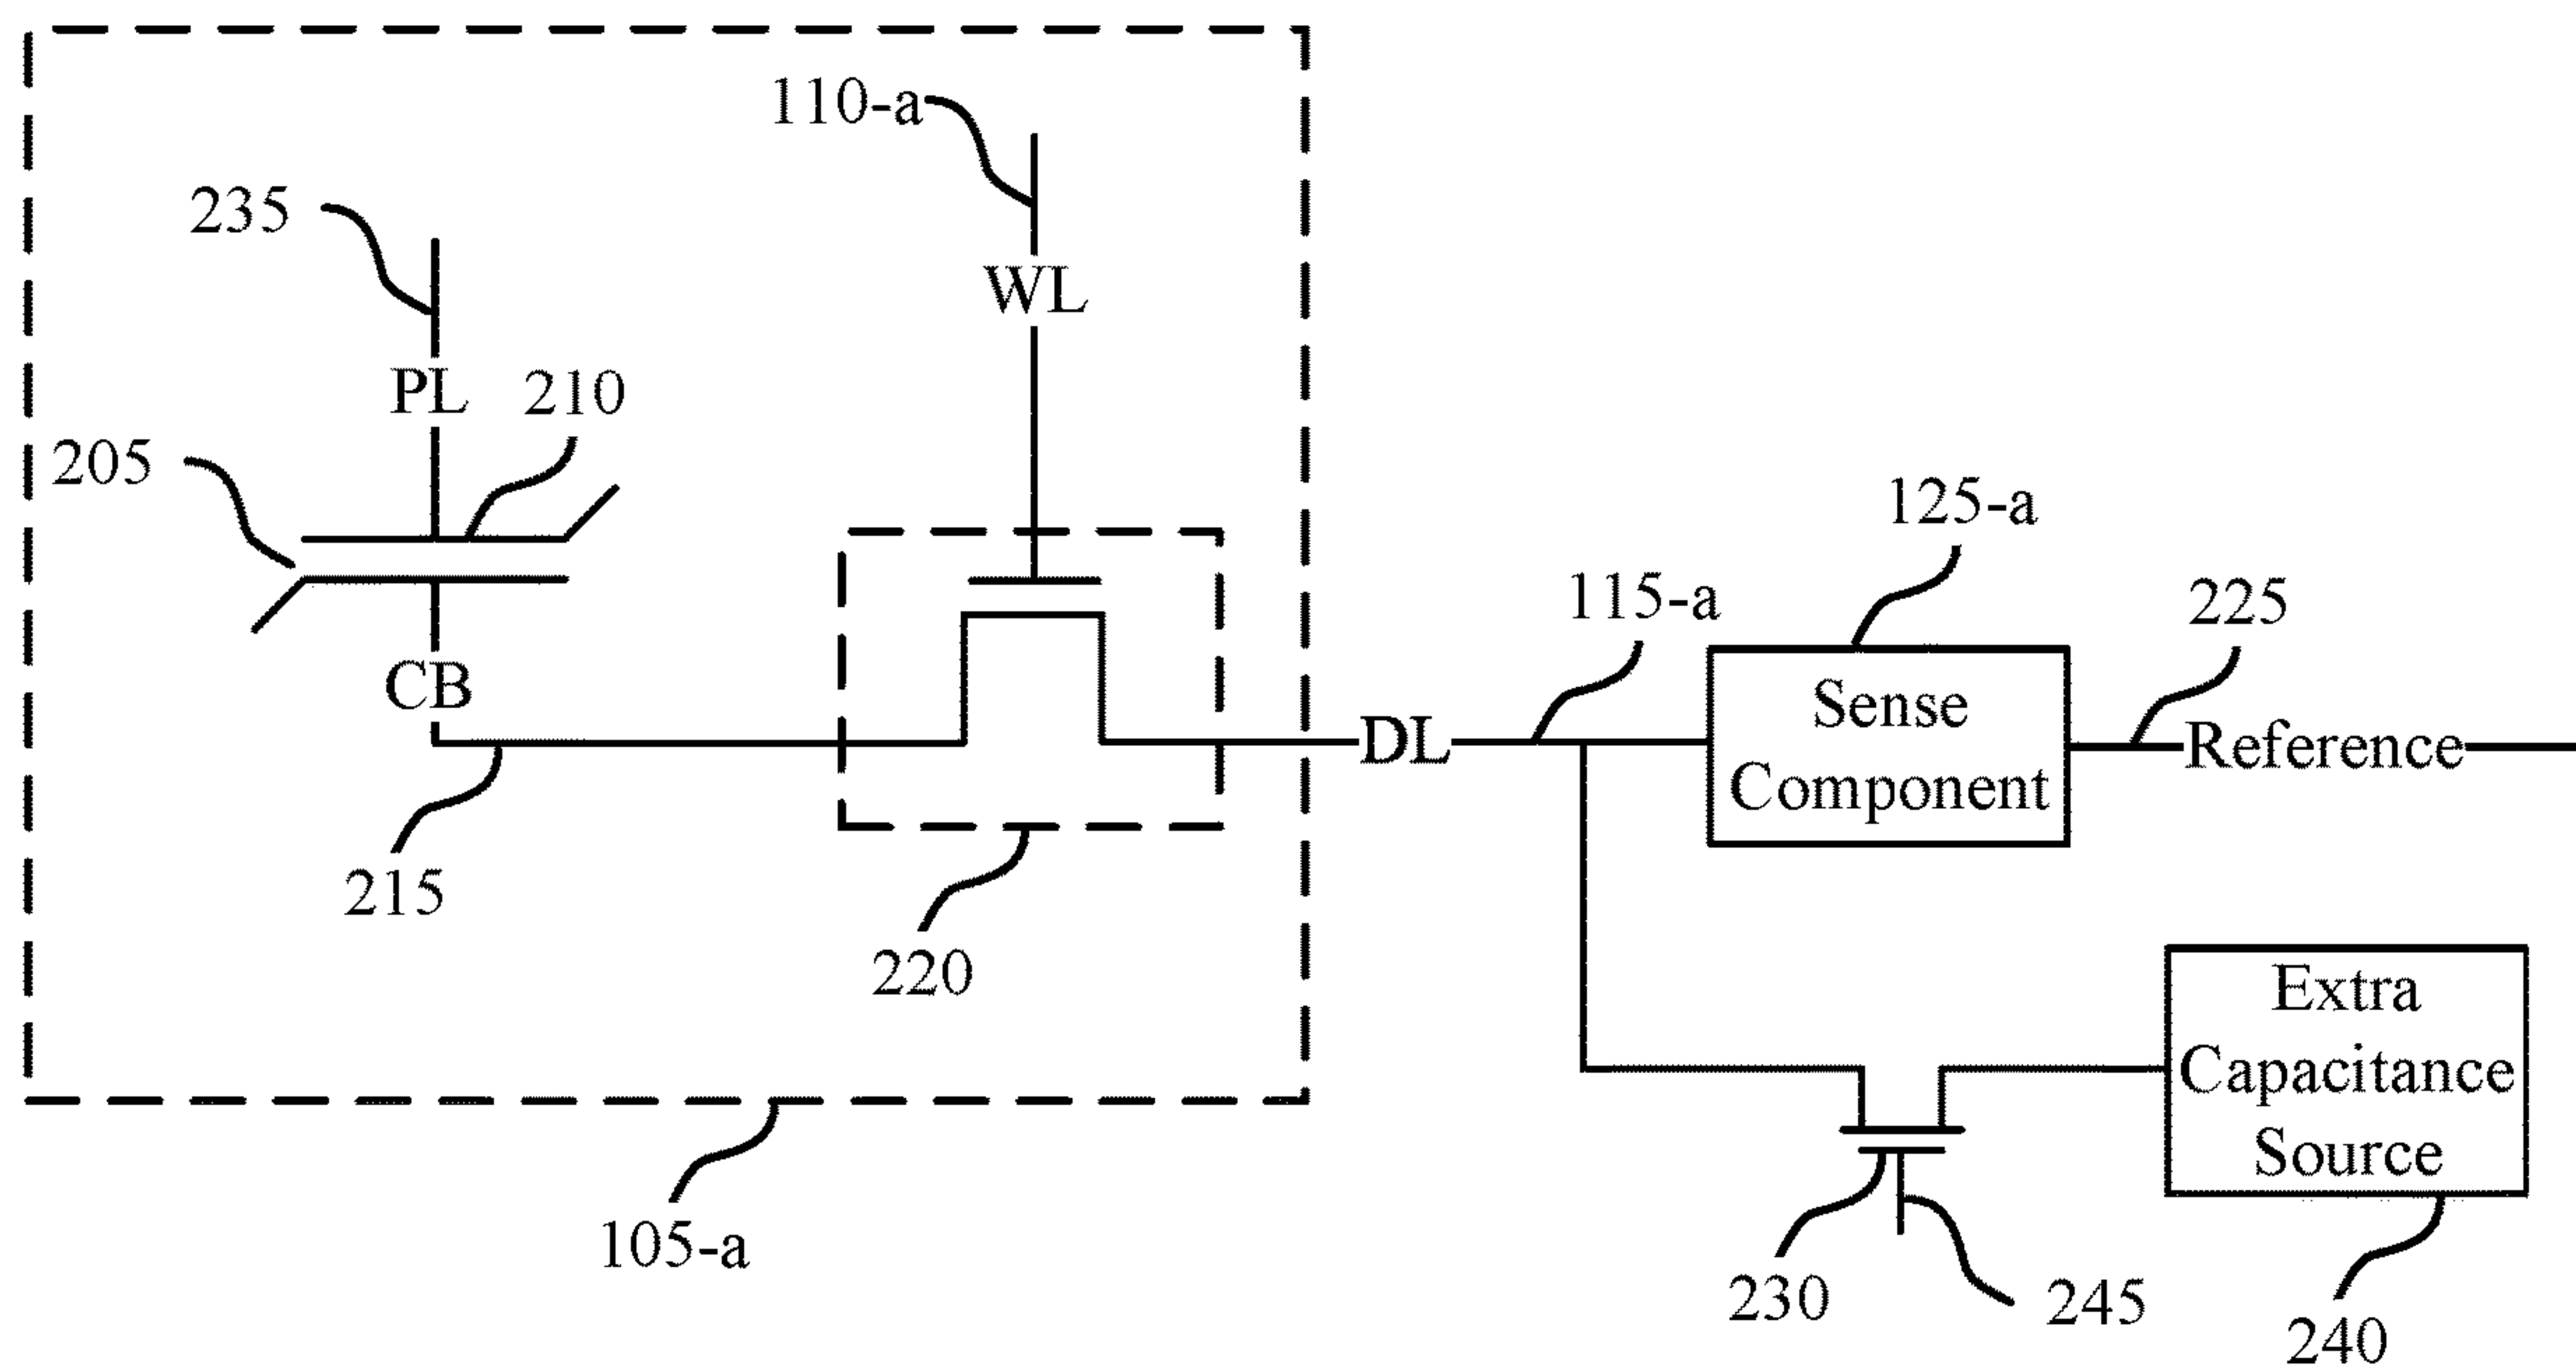 110-a
235
WL
PL
210
205
125-a
115-a
225
CB
Sense
Component
DL
Reference
215
220
Extra
Capacitance
Source
105-a
230
245
240